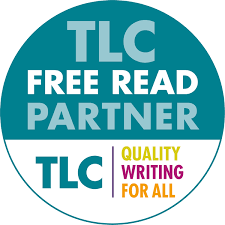 TLC
FREE READ
PARTNER
TLC
QUALITY
WRITING
FOR ALL